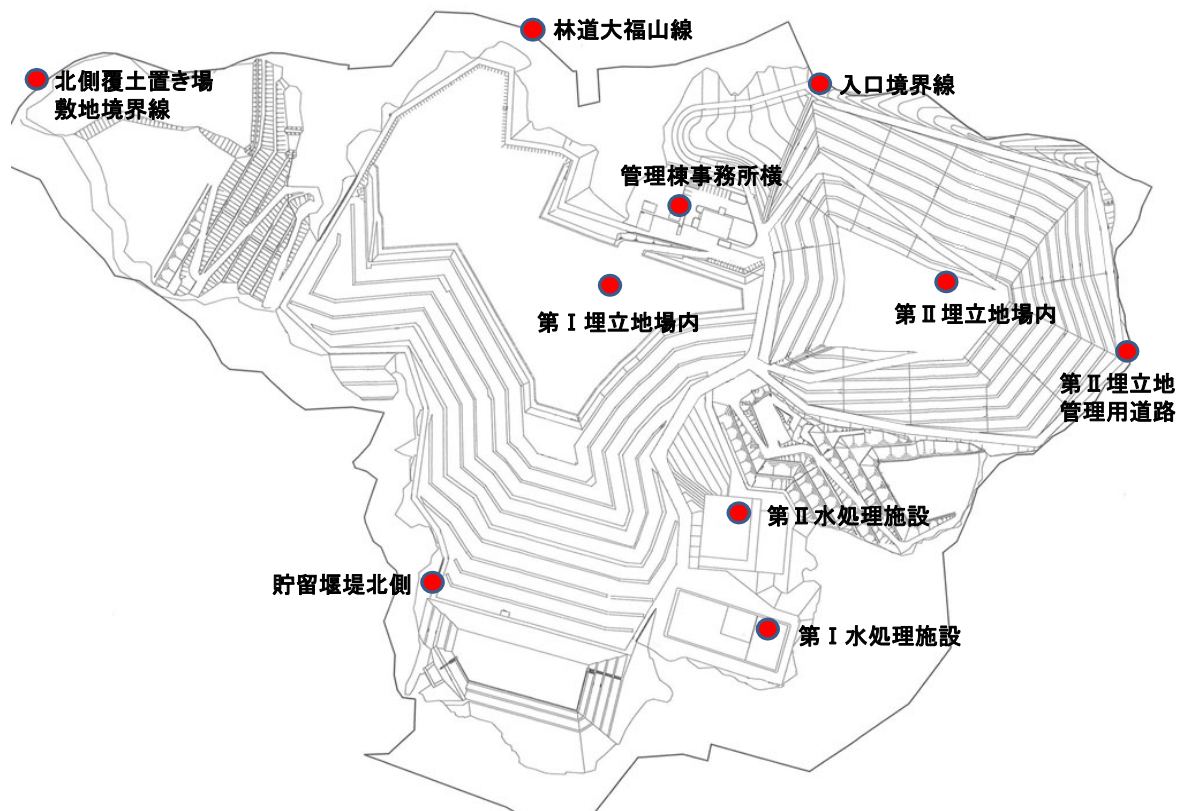 林道大福山線
北側覆土置き場
敷地境界線
入口境界線
管理棟事務所横
第Ⅰ埋立地場内
第Ⅱ埋立地場内
第Ⅱ埋立地
管理用道路
第Ⅱ水処理施設
貯留堰堤北側
第Ⅰ水処理施設